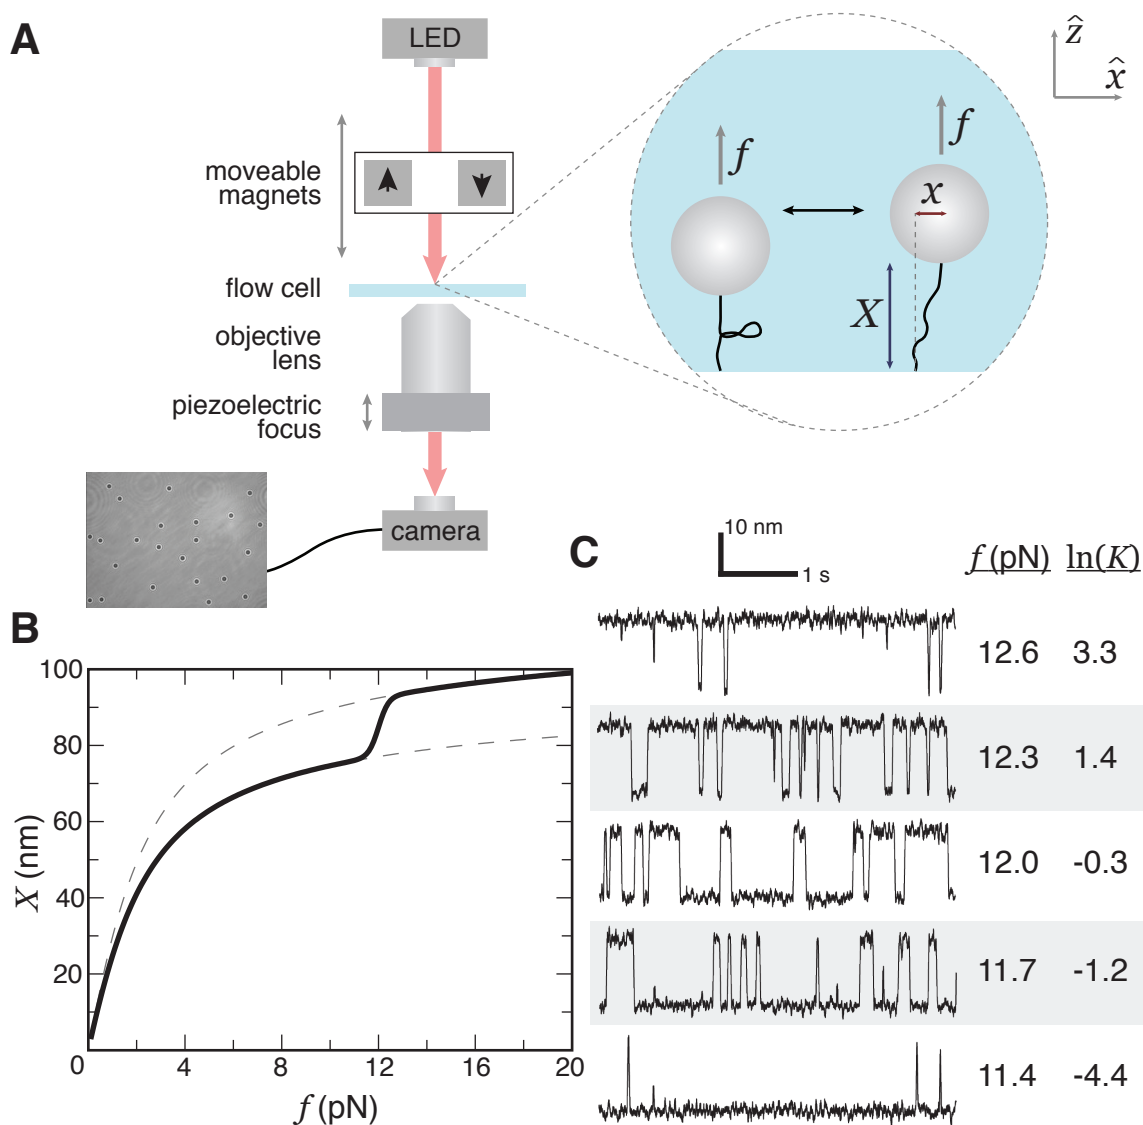 A
LED
moveable
magnets
flow cell
objective
lens
piezoelectric
focus
camera
f
f
x
X
ẑ
x̂
B
100
80
60
40
20
0
4
8
12
16
20
X (nm)
f (pN)
C
10 nm
1 s
f (pN) ln(K)
12.6 3.3
12.3 1.4
12.0 -0.3
11.7 -1.2
11.4 -4.4